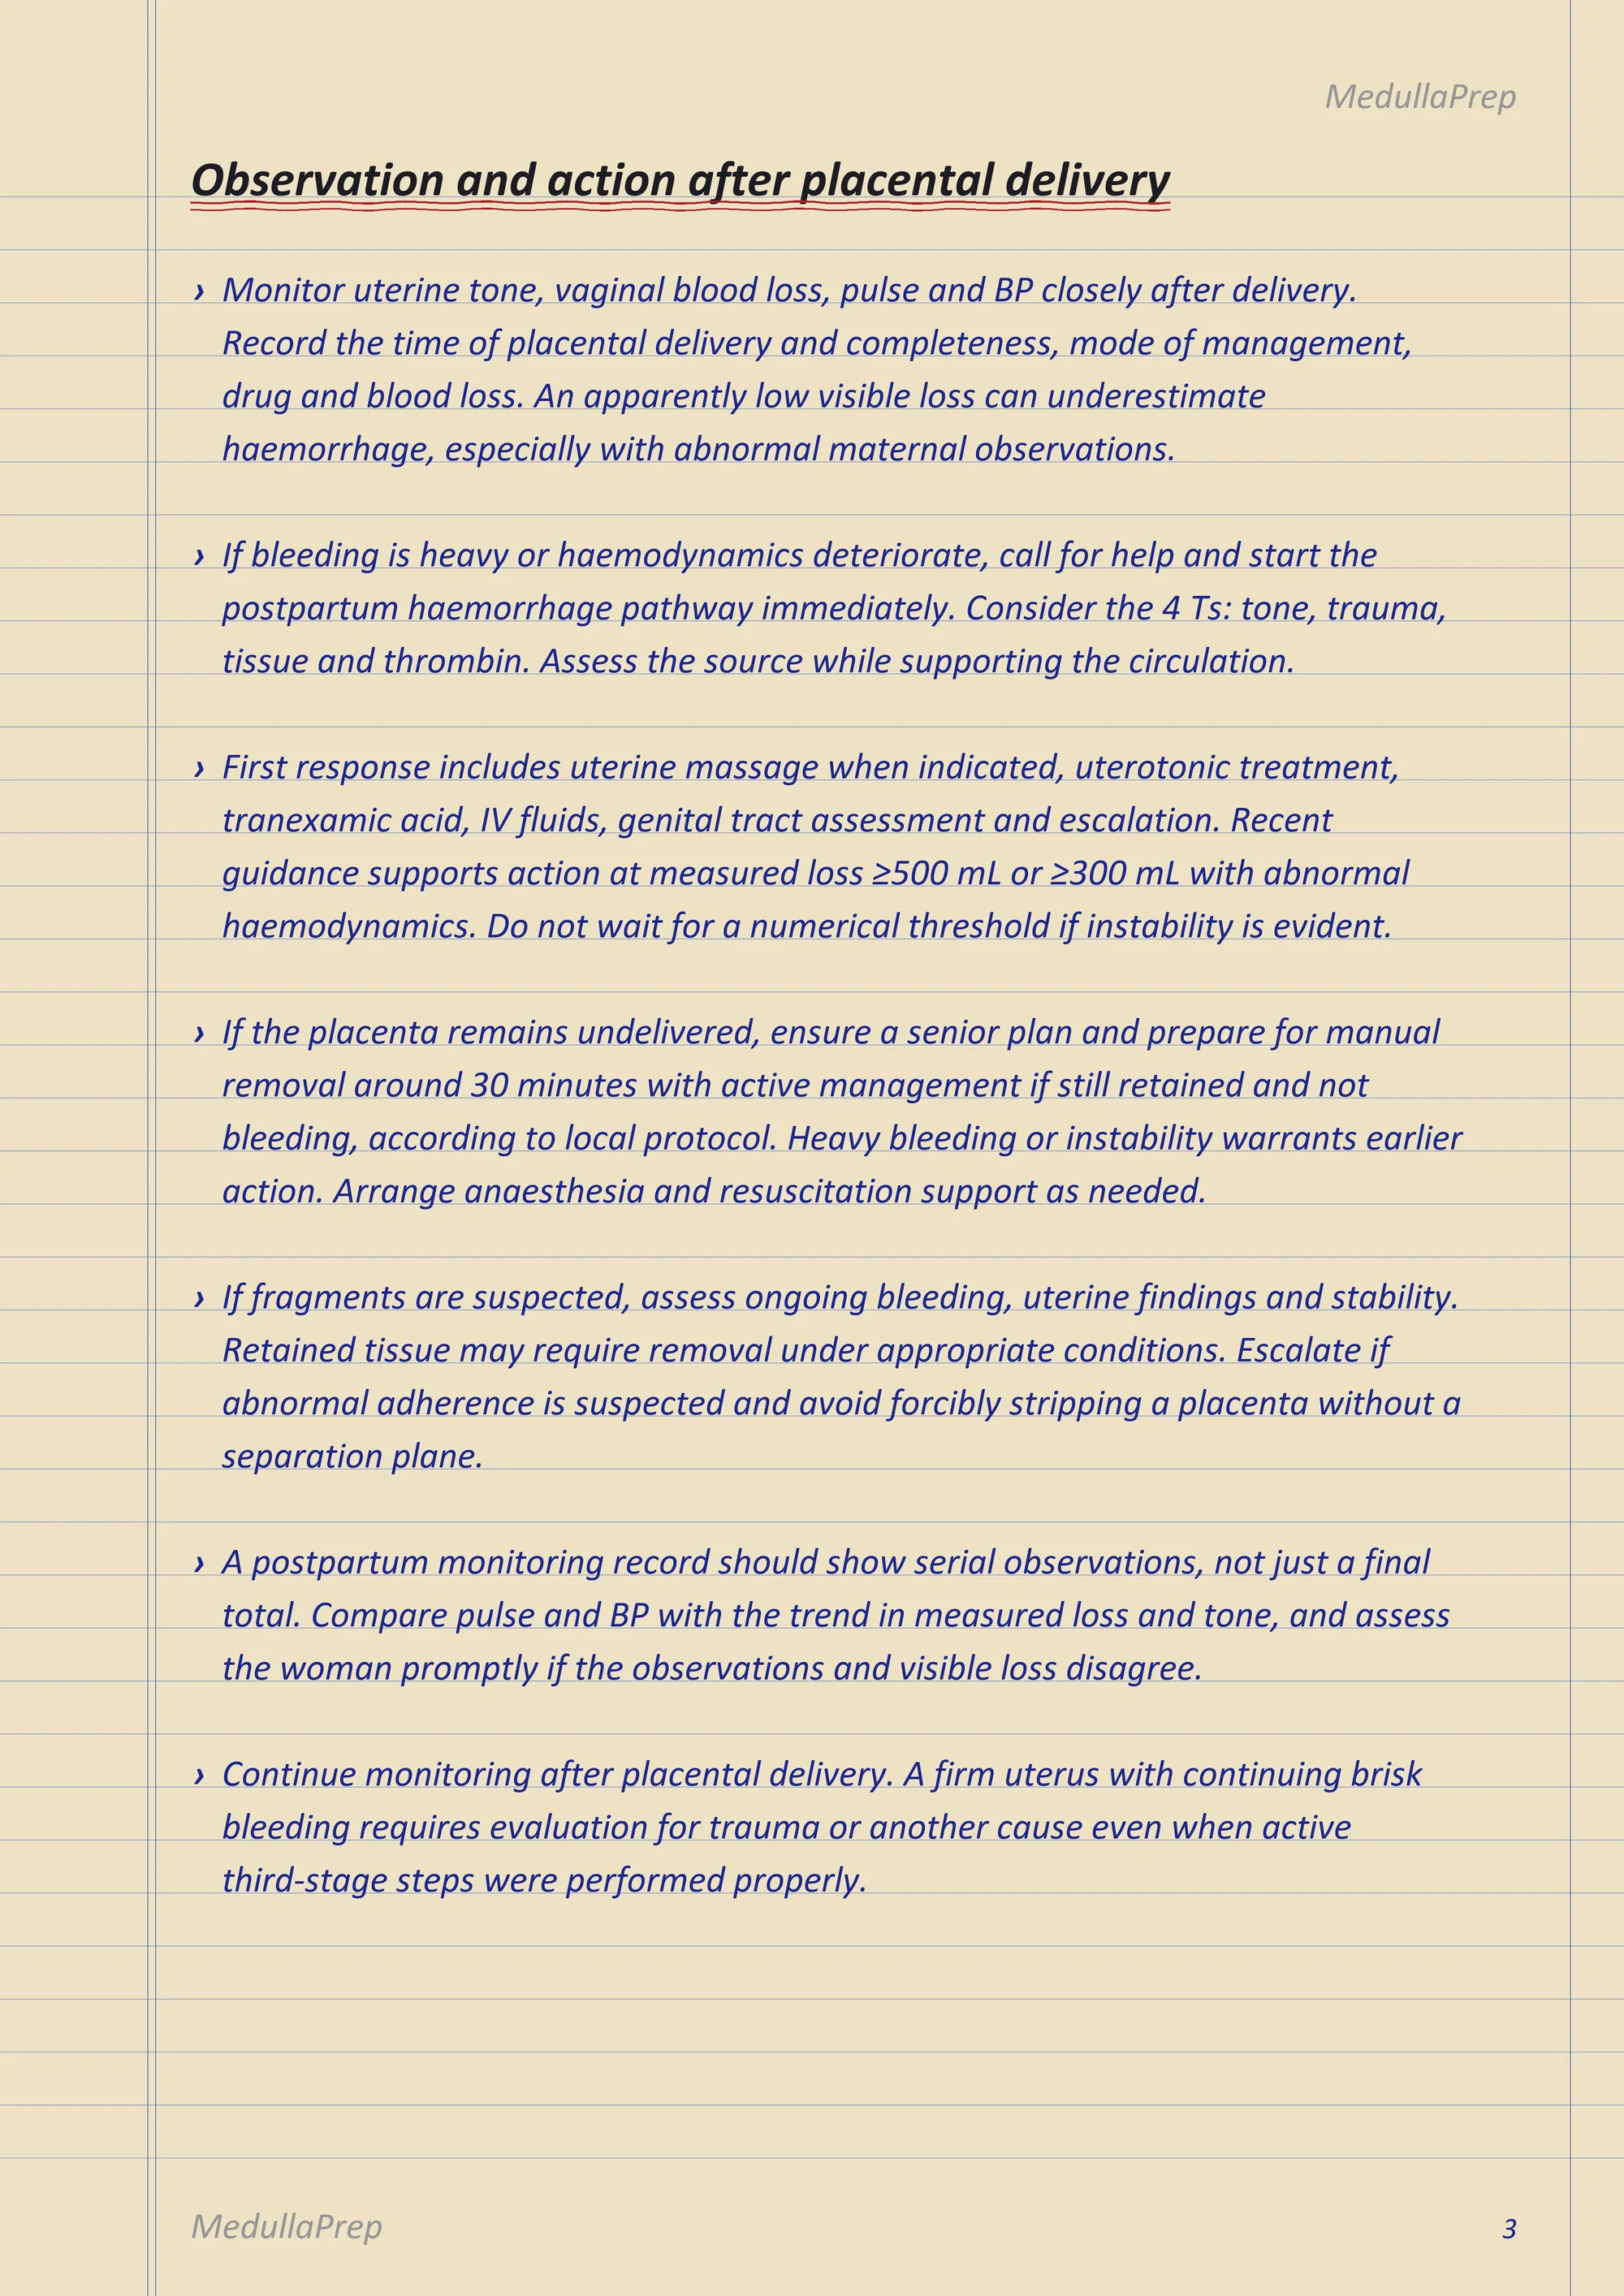 MedullaPrep
Observation and action after placental delivery
› Monitor uterine tone, vaginal blood loss, pulse and BP closely after delivery.
Record the time of placental delivery and completeness, mode of management,
drug and blood loss. An apparently low visible loss can underestimate
haemorrhage, especially with abnormal maternal observations.
› If bleeding is heavy or haemodynamics deteriorate, call for help and start the
postpartum haemorrhage pathway immediately. Consider the 4 Ts: tone, trauma,
tissue and thrombin. Assess the source while supporting the circulation.
› First response includes uterine massage when indicated, uterotonic treatment,
tranexamic acid, IV fluids, genital tract assessment and escalation. Recent
guidance supports action at measured loss ≥500 mL or ≥300 mL with abnormal
haemodynamics. Do not wait for a numerical threshold if instability is evident.
› If the placenta remains undelivered, ensure a senior plan and prepare for manual
removal around 30 minutes with active management if still retained and not
bleeding, according to local protocol. Heavy bleeding or instability warrants earlier
action. Arrange anaesthesia and resuscitation support as needed.
› If fragments are suspected, assess ongoing bleeding, uterine findings and stability.
Retained tissue may require removal under appropriate conditions. Escalate if
abnormal adherence is suspected and avoid forcibly stripping a placenta without a
separation plane.
› A postpartum monitoring record should show serial observations, not just a final
total. Compare pulse and BP with the trend in measured loss and tone, and assess
the woman promptly if the observations and visible loss disagree.
› Continue monitoring after placental delivery. A firm uterus with continuing brisk
bleeding requires evaluation for trauma or another cause even when active
third-stage steps were performed properly.
MedullaPrep
3